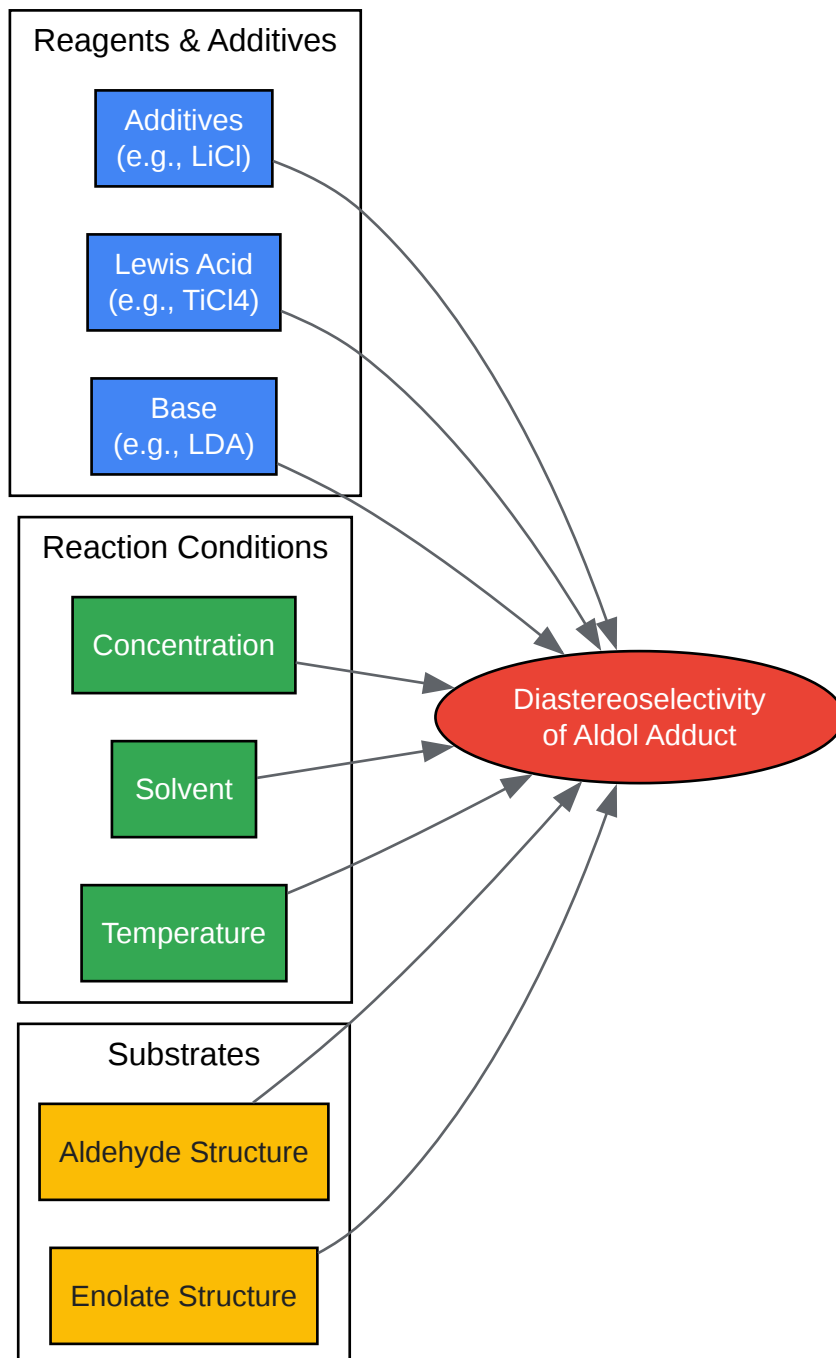 Reagents & Additives
Additives
(e.g., LiCl)
Lewis Acid
(e.g., TiCl4)
Base
(e.g., LDA)
Reaction Conditions
Concentration
Solvent
Temperature
Substrates
Aldehyde Structure
Enolate Structure
Diastereoselectivity
of Aldol Adduct